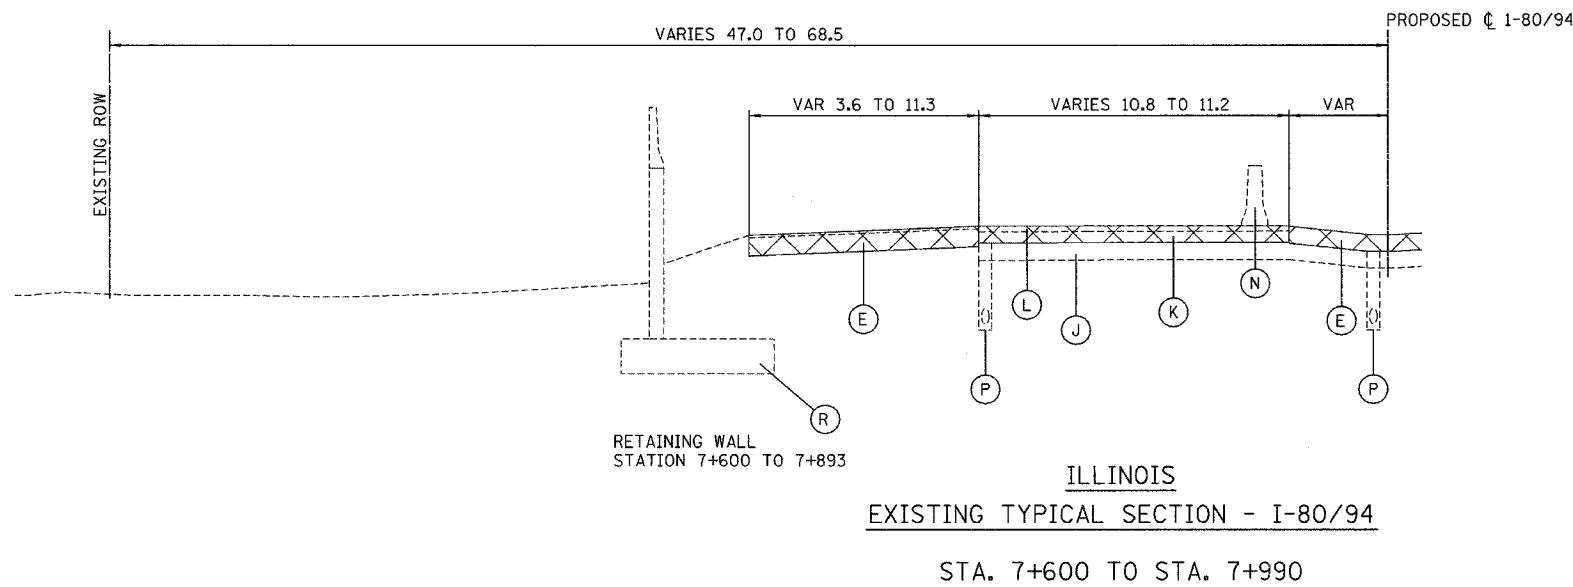 PROPOSED ℄ I-80/94
VARIES 47.0 TO 68.5
EXISTING ROW
VAR 3.6 TO 11.3
VARIES 10.8 TO 11.2
VAR
N
L
K
E
J
E
P
P
R
RETAINING WALL
STATION 7+600 TO 7+893
ILLINOIS
EXISTING TYPICAL SECTION - I-80/94
STA. 7+600 TO STA. 7+990